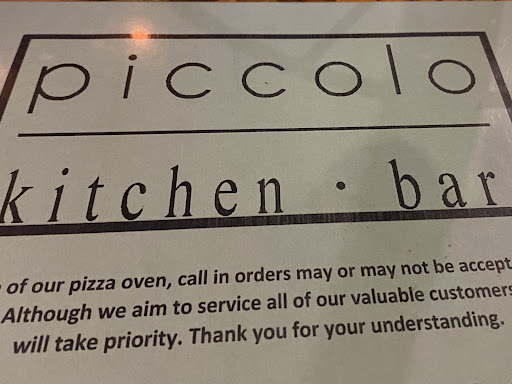 piccolo
kitchen · bar
of our pizza oven, call in orders may or may not be accept
Although we aim to service all of our valuable customers
will take priority. Thank you for your understanding.